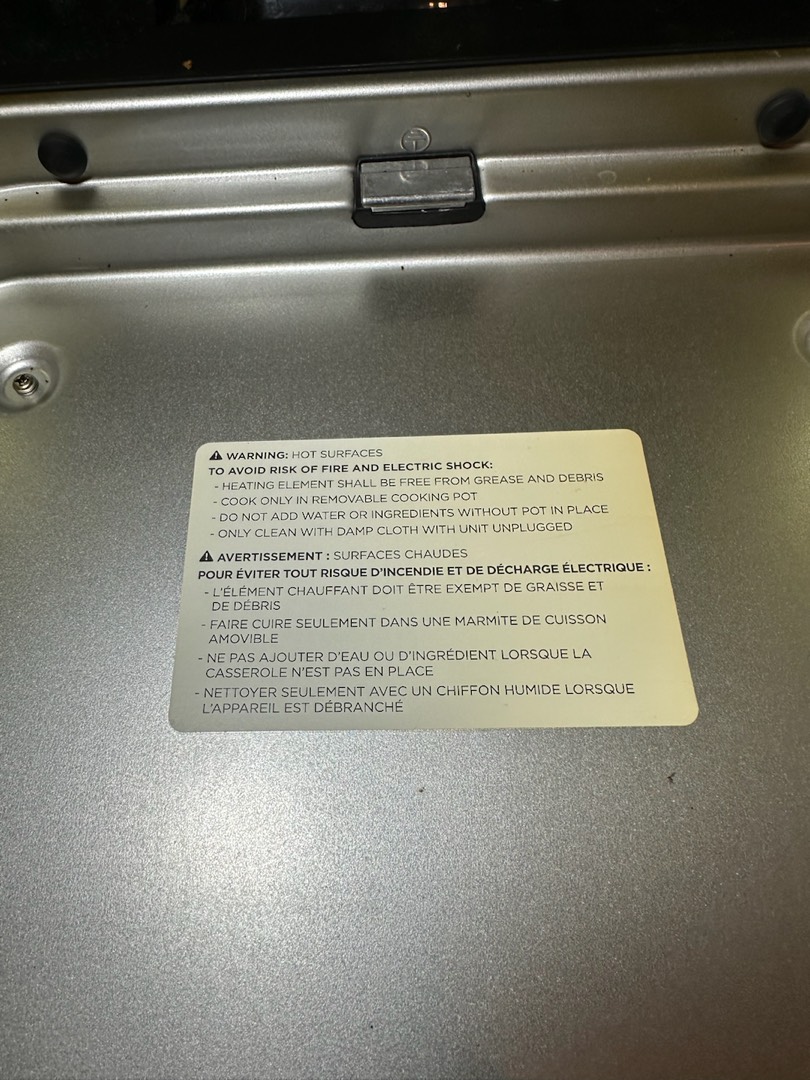 ⚠ WARNING: HOT SURFACES
TO AVOID RISK OF FIRE AND ELECTRIC SHOCK:
- HEATING ELEMENT SHALL BE FREE FROM GREASE AND DEBRIS
- COOK ONLY IN REMOVABLE COOKING POT
- DO NOT ADD WATER OR INGREDIENTS WITHOUT POT IN PLACE
- ONLY CLEAN WITH DAMP CLOTH WITH UNIT UNPLUGGED
⚠ AVERTISSEMENT : SURFACES CHAUDES
POUR ÉVITER TOUT RISQUE D'INCENDIE ET DE DÉCHARGE ÉLECTRIQUE :
- L'ÉLÉMENT CHAUFFANT DOIT ÊTRE EXEMPT DE GRAISSE ET
DE DÉBRIS
- FAIRE CUIRE SEULEMENT DANS UNE MARMITE DE CUISSON
AMOVIBLE
- NE PAS AJOUTER D'EAU OU D'INGRÉDIENT LORSQUE LA
CASSEROLE N'EST PAS EN PLACE
- NETTOYER SEULEMENT AVEC UN CHIFFON HUMIDE LORSQUE
L'APPAREIL EST DÉBRANCHÉ